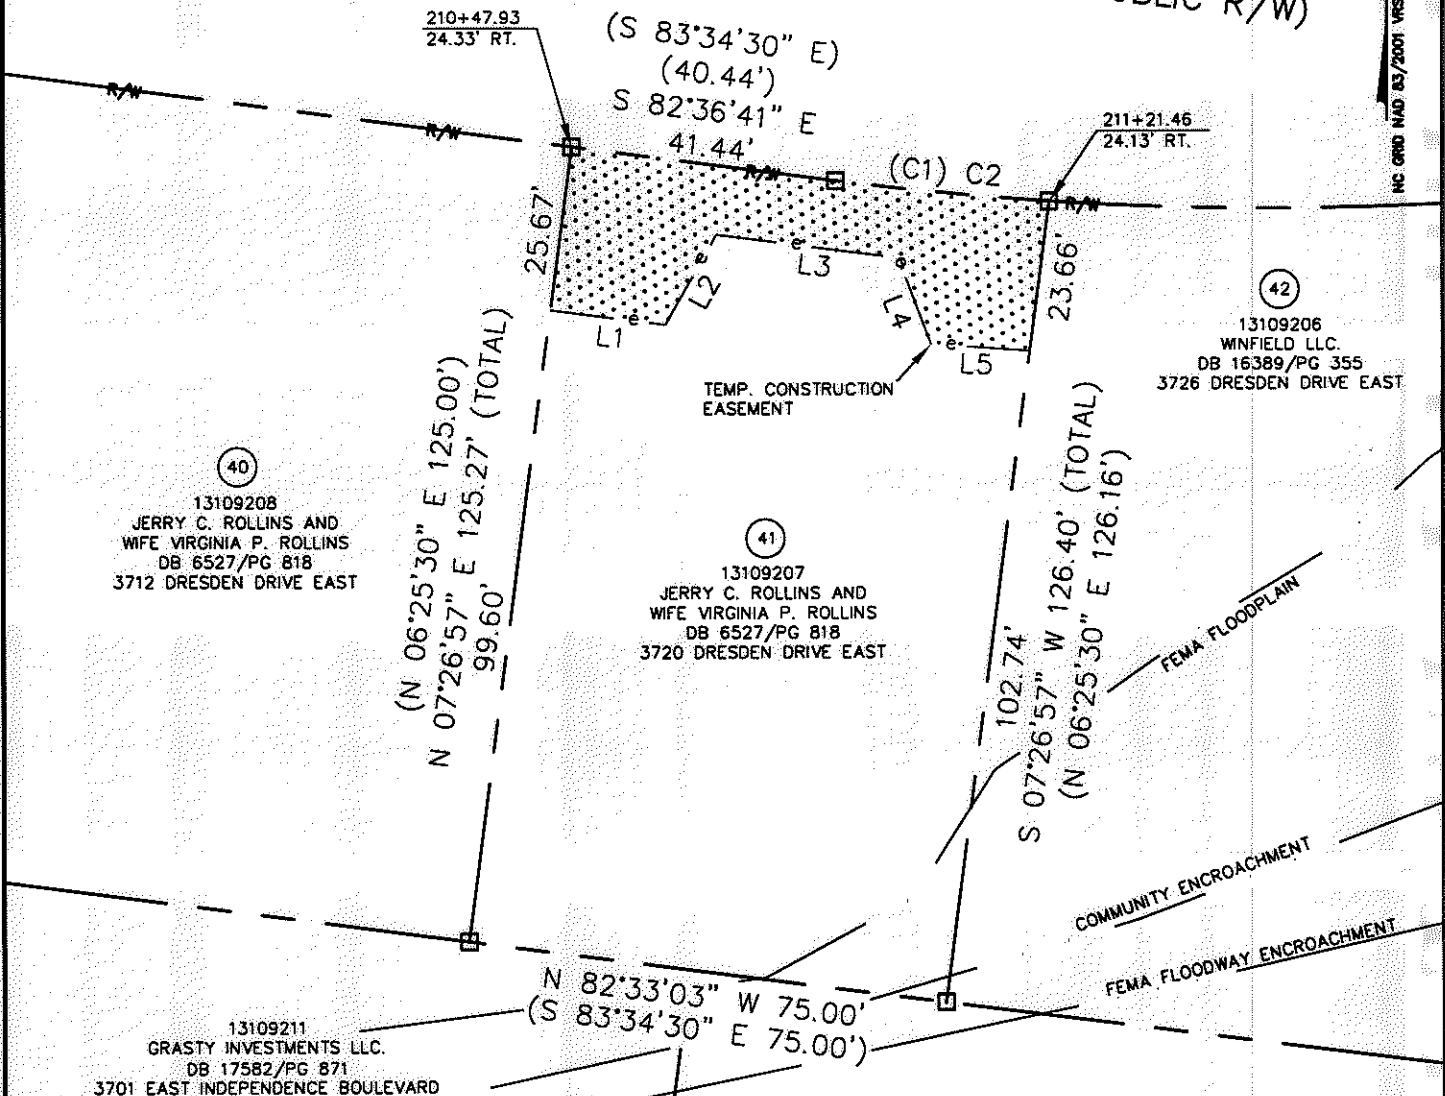 210+47.93
24.33' RT.
(S 83°34'30" E)
(40.44')
S 82°36'41" E
41.44'
R/W)
NC GRID NAD 83/2001 VRS
R/W
R/W
R/W
(C1) C2
R/W
211+21.46
24.13' RT.
25.67'
23.66'
e
e
e
e
e
L1
L2
L3
L4
L5
TEMP. CONSTRUCTION
EASEMENT
42
13109206
WINFIELD LLC.
DB 16389/PG 355
3726 DRESDEN DRIVE EAST
40
13109208
JERRY C. ROLLINS AND
WIFE VIRGINIA P. ROLLINS
DB 6527/PG 818
3712 DRESDEN DRIVE EAST
(N 06°25'30" E 125.00')
N 07°26'57" E 125.27' (TOTAL)
99.60'
41
13109207
JERRY C. ROLLINS AND
WIFE VIRGINIA P. ROLLINS
DB 6527/PG 818
3720 DRESDEN DRIVE EAST
102.74'
S 07°26'57" W 126.40' (TOTAL)
(N 06°25'30" E 126.16')
FEMA FLOODPLAIN
COMMUNITY ENCROACHMENT
FEMA FLOODWAY ENCROACHMENT
N 82°33'03" W 75.00'
(S 83°34'30" E 75.00')
13109211
GRASTY INVESTMENTS LLC.
DB 17582/PG 871
3701 EAST INDEPENDENCE BOULEVARD